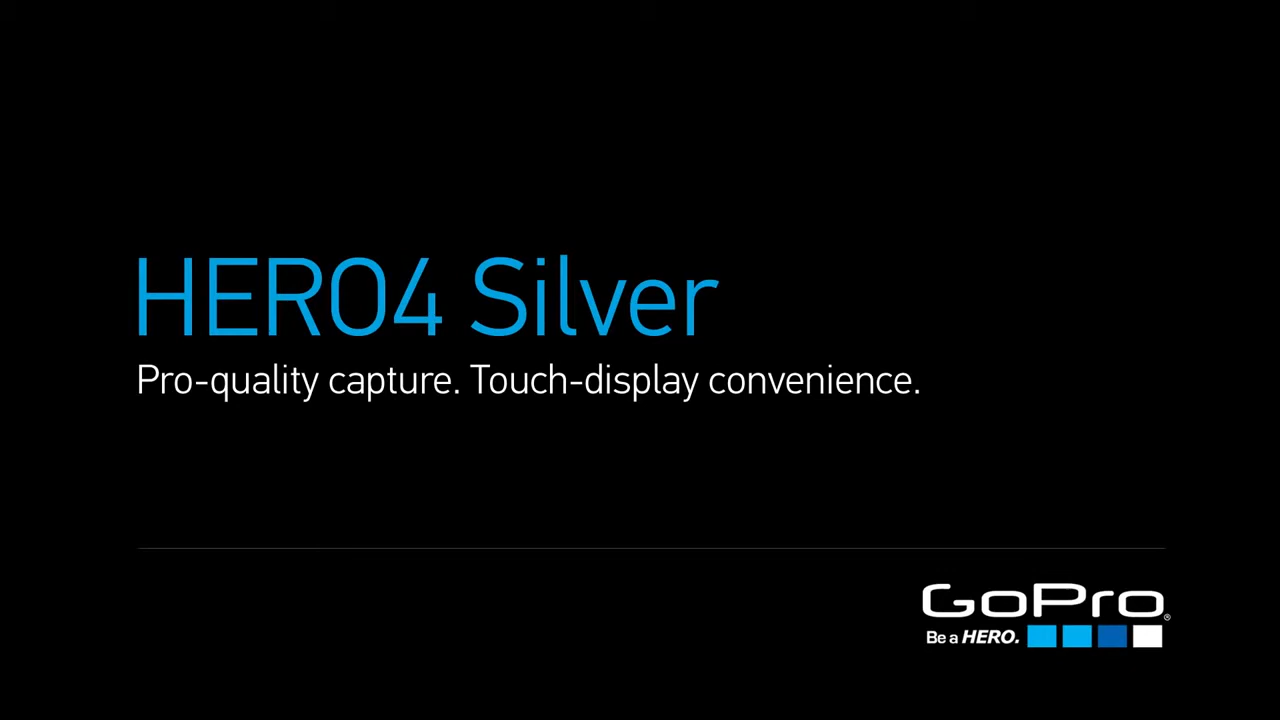 HERO4 Silver
Pro-quality capture. Touch-display convenience.
GoPro®
Be a HERO.